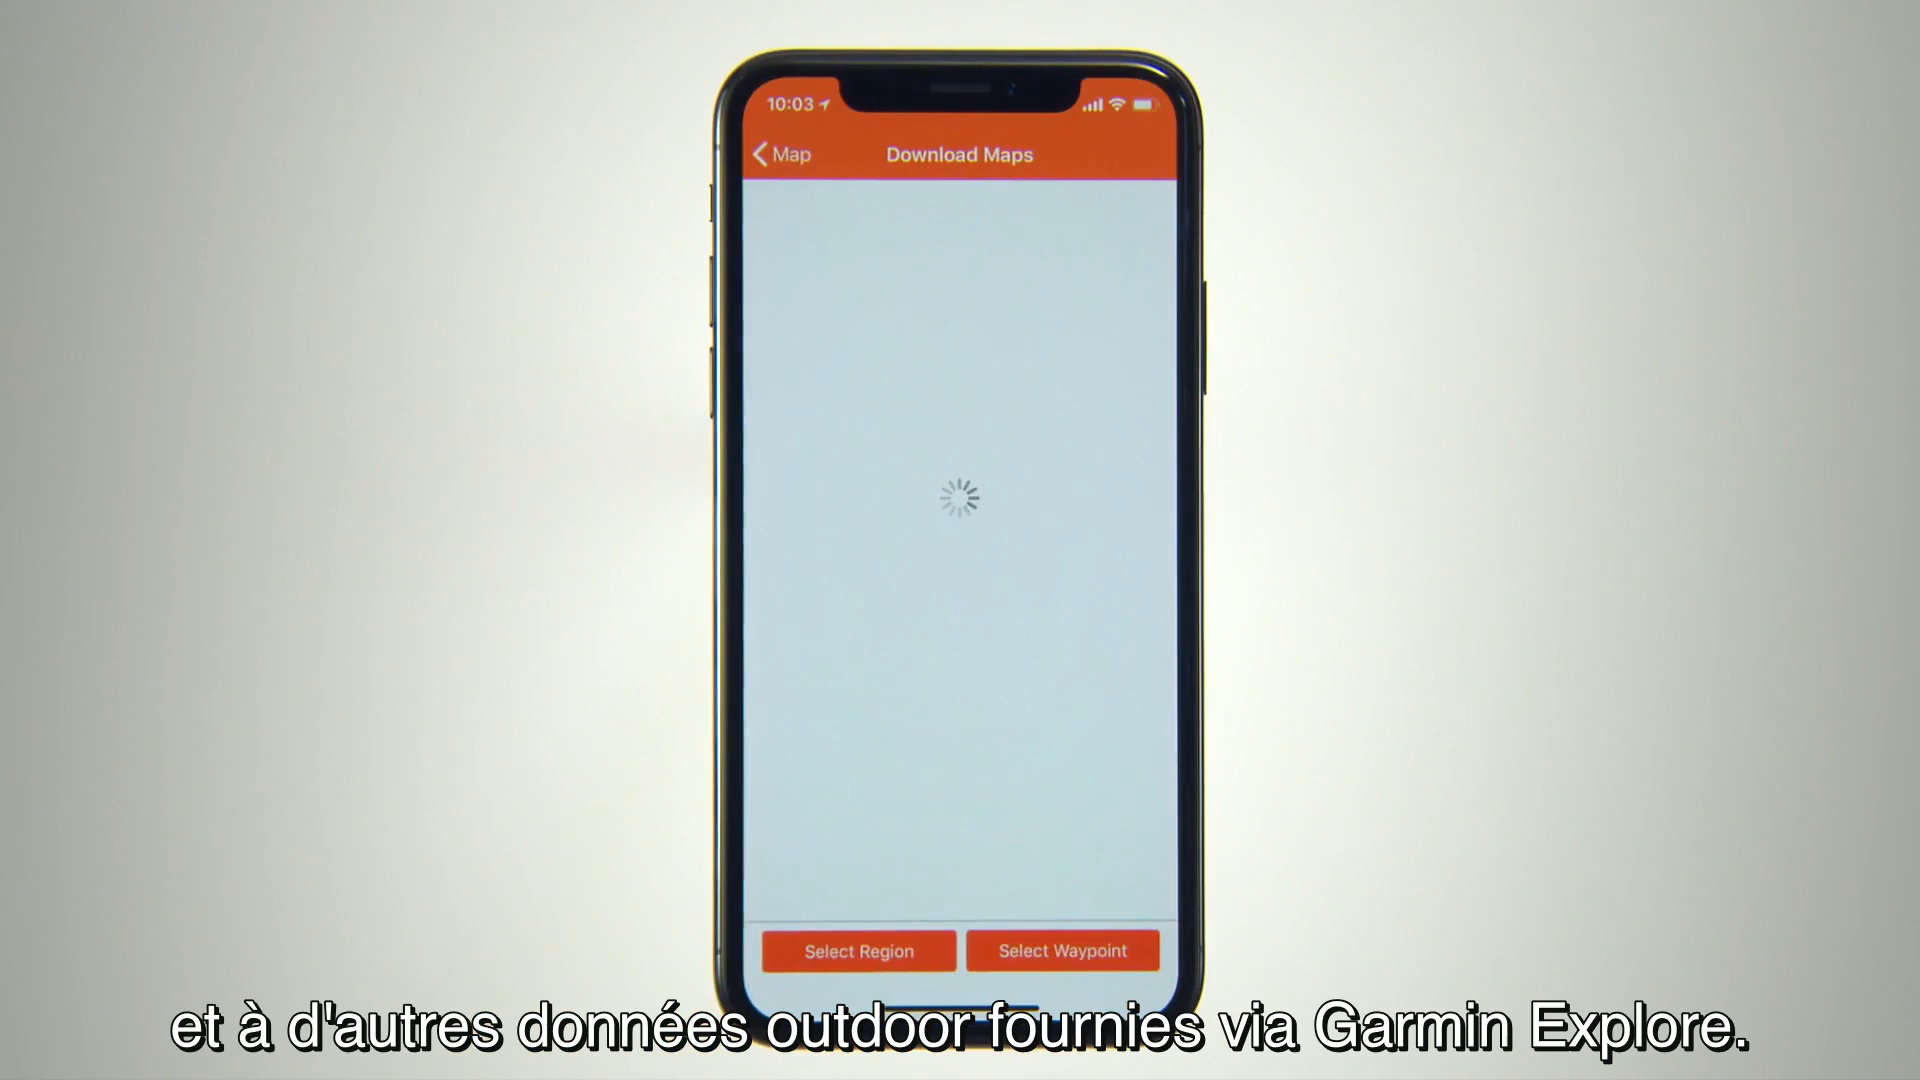 10:03
Map
Download Maps
Select Region
Select Waypoint
et à d'autres données outdoor fournies via Garmin Explore.